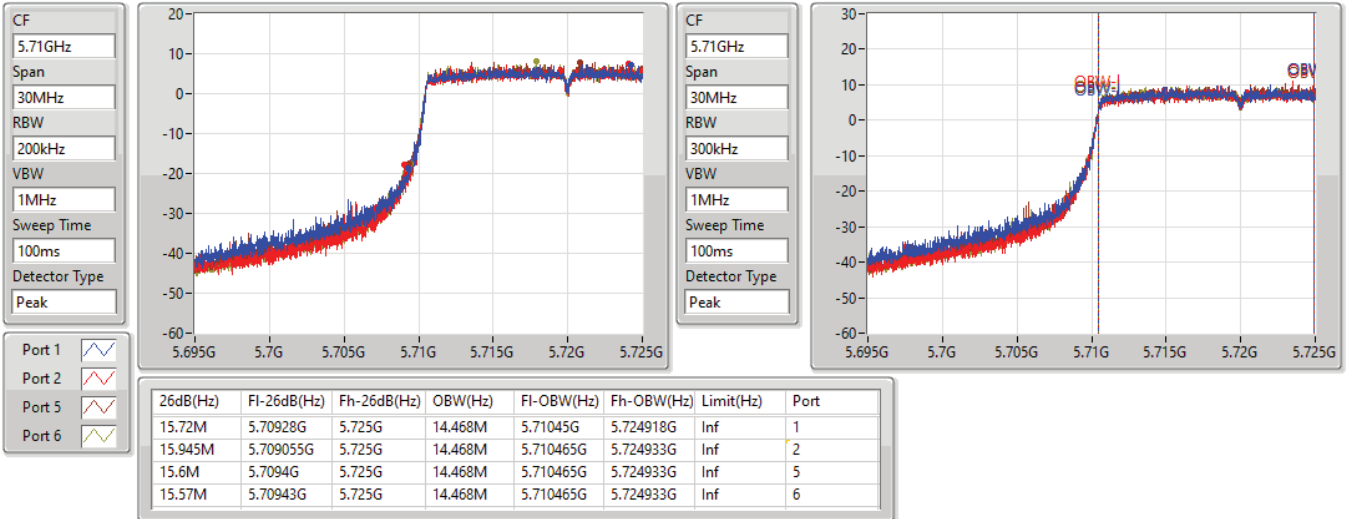 CF
5.71GHz
Span
30MHz
RBW
200kHz
VBW
1MHz
Sweep Time
100ms
Detector Type
Peak
20
10
0
-10
-20
-30
-40
-50
-60
5.695G 5.7G 5.705G 5.71G 5.715G 5.72G 5.725G
CF
5.71GHz
Span
30MHz
RBW
300kHz
VBW
1MHz
Sweep Time
100ms
Detector Type
Peak
30
20
10
0
-10
-20
-30
-40
-50
-60
5.695G 5.7G 5.705G 5.71G 5.715G 5.72G 5.725G
Port 1
Port 2
Port 5
Port 6
26dB(Hz) Fl-26dB(Hz) Fh-26dB(Hz) OBW(Hz) Fl-OBW(Hz) Fh-OBW(Hz) Limit(Hz) Port
15.72M 5.70928G 5.725G 14.468M 5.71045G 5.724918G Inf 1
15.945M 5.709055G 5.725G 14.468M 5.710465G 5.724933G Inf 2
15.6M 5.7094G 5.725G 14.468M 5.710465G 5.724933G Inf 5
15.57M 5.70943G 5.725G 14.468M 5.710465G 5.724933G Inf 6